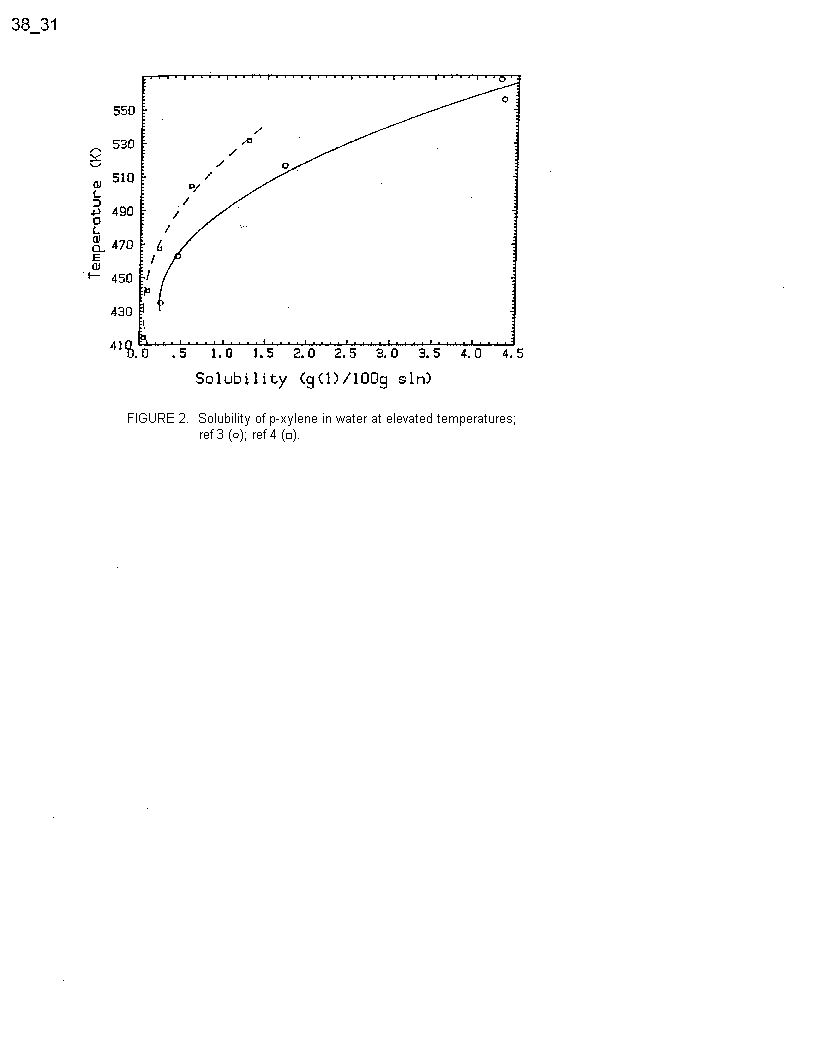 38_31
550
530
510
490
470
450
430
410
Temperature (K)
0.0 .5 1.0 1.5 2.0 2.5 3.0 3.5 4.0 4.5
Solubility (g(1)/100g sln)
FIGURE 2. Solubility of p-xylene in water at elevated temperatures;
ref 3 (o); ref 4 (□).